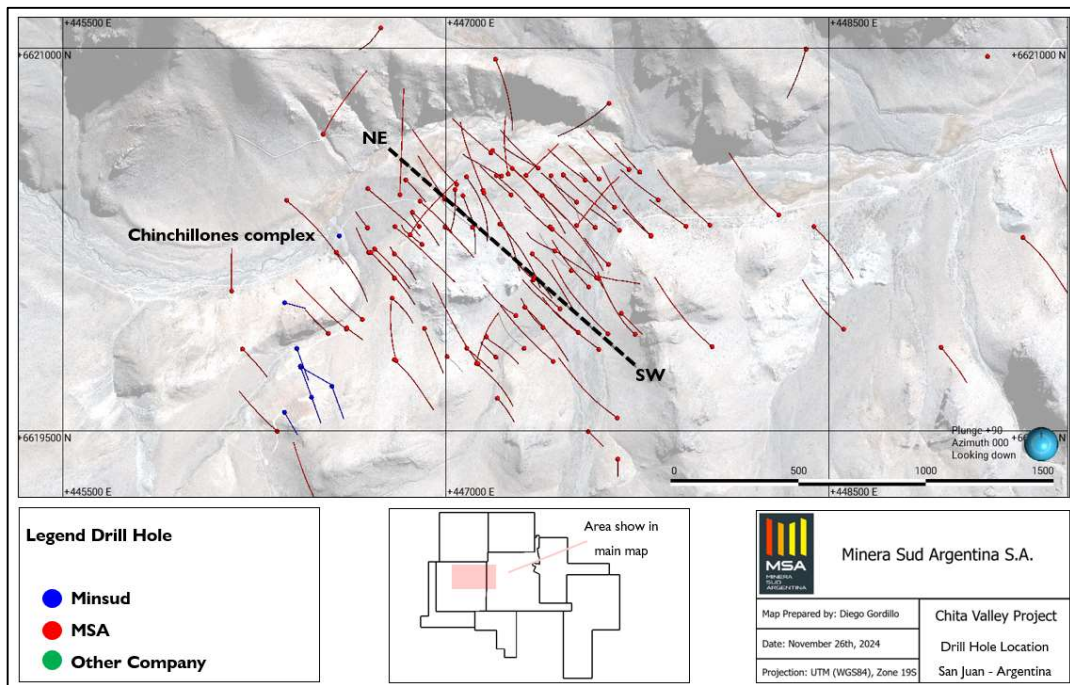 +445500 E
+447000 E
+448500 E
+6621000 N
+6621000 N
NE
Chinchillones complex
SW
+6619500 N
Plunge +90
Azimuth 000
Looking down
0
500
1000
1500
+445500 E
+447000 E
+448500 E
Legend Drill Hole
Minsud
MSA
Other Company
Area show in
main map
MSA
MINERA
SUD
ARGENTINA
Minera Sud Argentina S.A.
Map Prepared by: Diego Gordillo
Date: November 26th, 2024
Projection: UTM (WGS84), Zone 19S
Chita Valley Project
Drill Hole Location
San Juan - Argentina